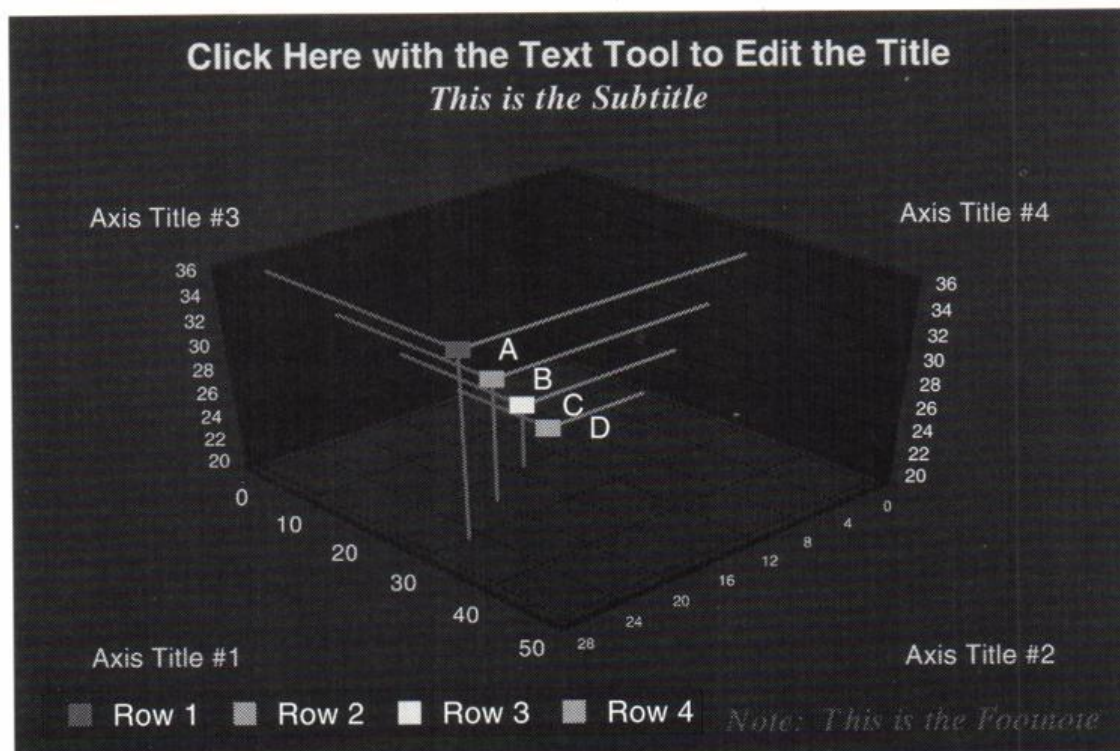 Click Here with the Text Tool to Edit the Title
This is the Subtitle
Axis Title #3
Axis Title #4
36
34
32
30
28
26
24
22
20
36
34
32
30
28
26
24
22
20
A
B
C
D
0
10
20
30
40
50
0
4
8
12
16
20
24
28
Axis Title #1
Axis Title #2
Row 1 Row 2 Row 3 Row 4
Note: This is the Footnote